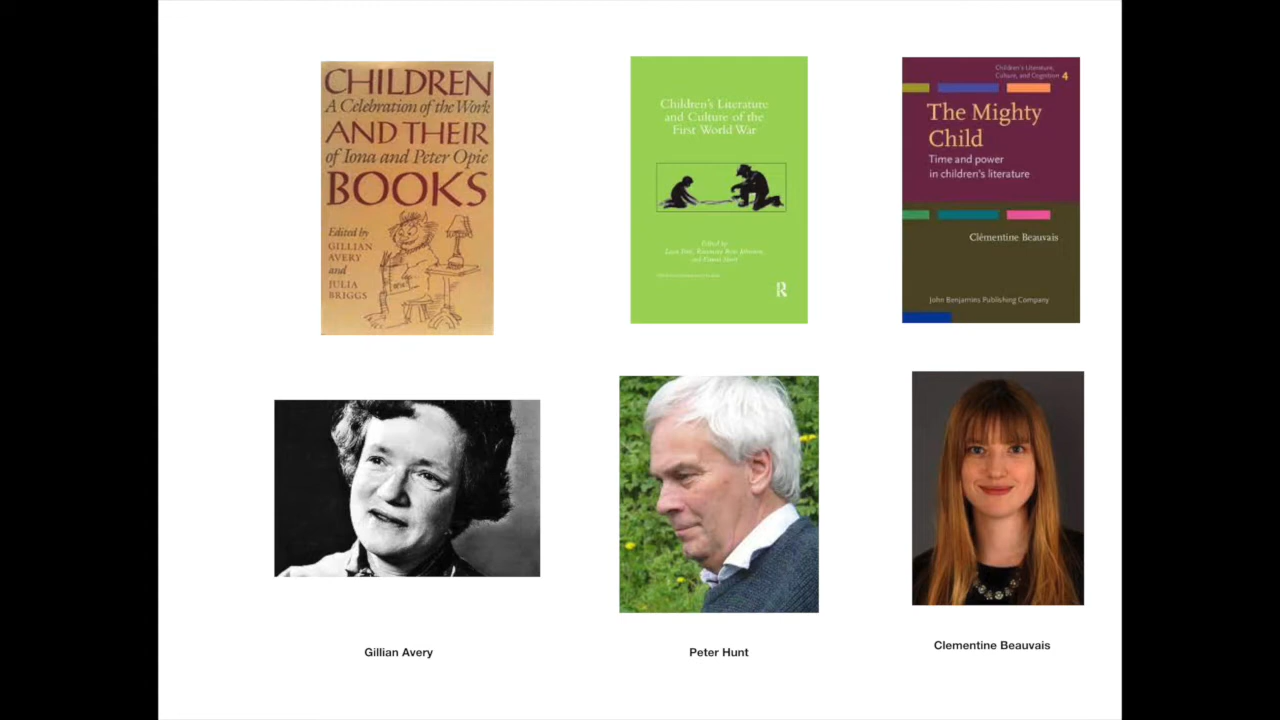 CHILDREN
A Celebration of the Work
AND THEIR
of Iona and Peter Opie
BOOKS
Edited by
GILLIAN
AVERY
and
JULIA
BRIGGS
Children's Literature
and Culture of the
First World War
Edited by
R
Children's Literature,
Culture, and Cognition 4
The Mighty
Child
Time and power
in children's literature
Clémentine Beauvais
John Benjamins Publishing Company
Gillian Avery
Peter Hunt
Clementine Beauvais